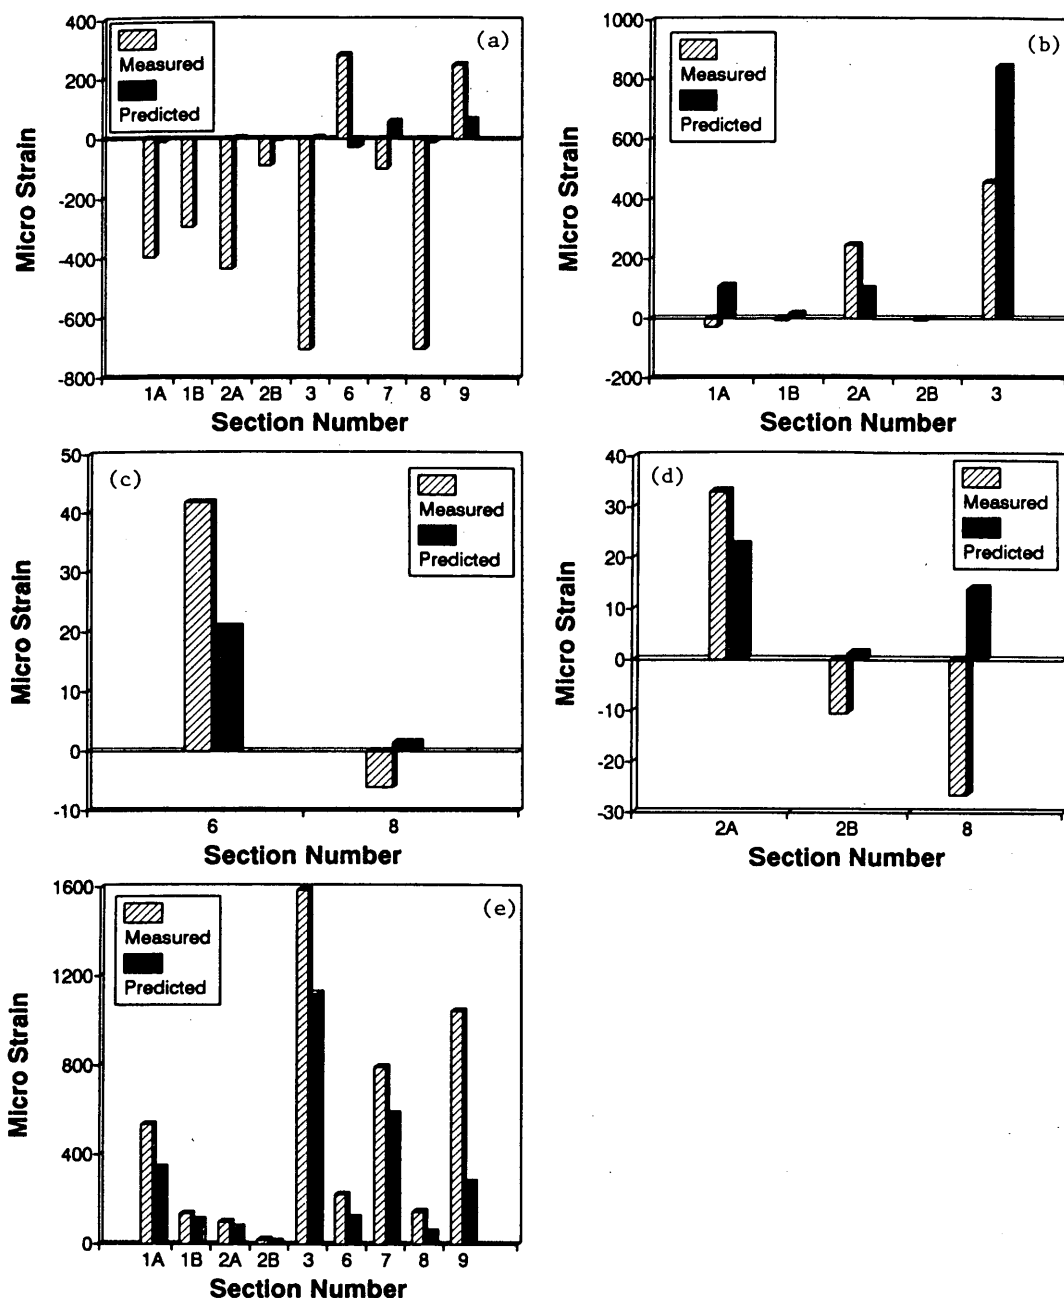 (a)
Measured
Predicted
Micro Strain
400
200
0
-200
-400
-600
-800
1A 1B 2A 2B 3 6 7 8 9
Section Number
(b)
Measured
Predicted
Micro Strain
1000
800
600
400
200
0
-200
1A 1B 2A 2B 3
Section Number
(c)
Measured
Predicted
Micro Strain
50
40
30
20
10
0
-10
6 8
Section Number
(d)
Measured
Predicted
Micro Strain
40
30
20
10
0
-10
-20
-30
2A 2B 8
Section Number
(e)
Measured
Predicted
Micro Strain
1600
1200
800
400
0
1A 1B 2A 2B 3 6 7 8 9
Section Number